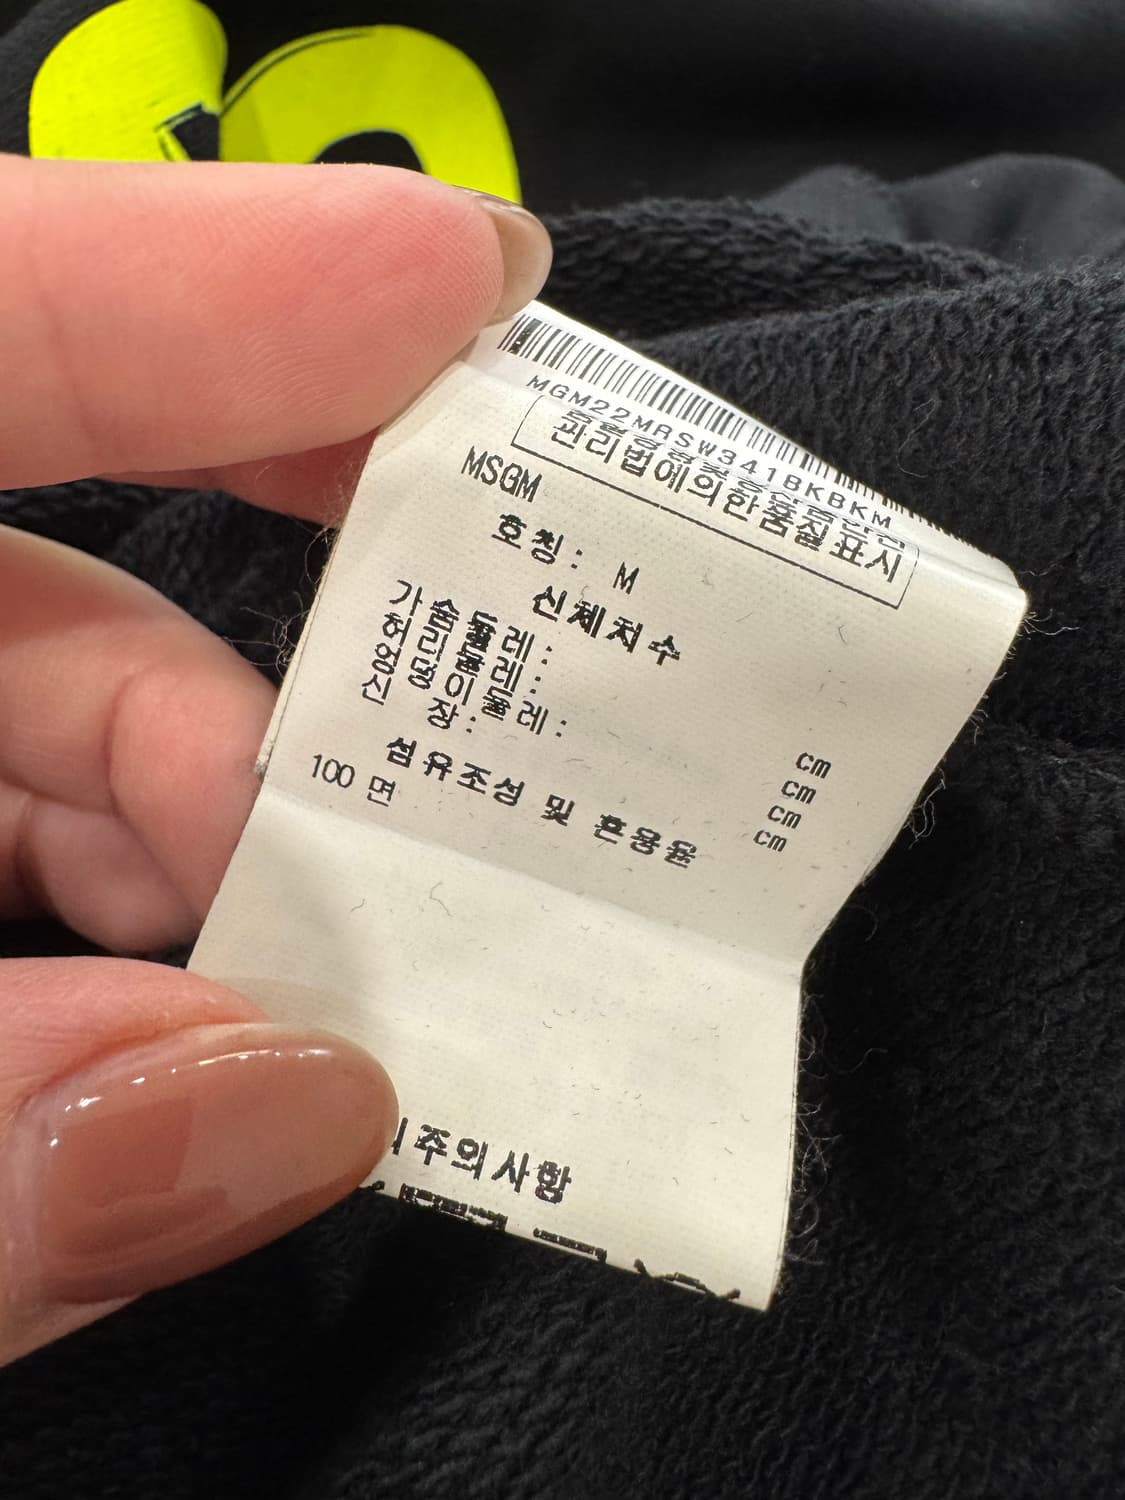 MGM22MRSW341BKBKM
관리법에의한품질표시
MSGM
호칭: M
신체치수
가슴둘레: cm
허리둘레: cm
엉덩이둘레: cm
신 장: cm
섬유조성 및 혼용율
100 면
주의사항